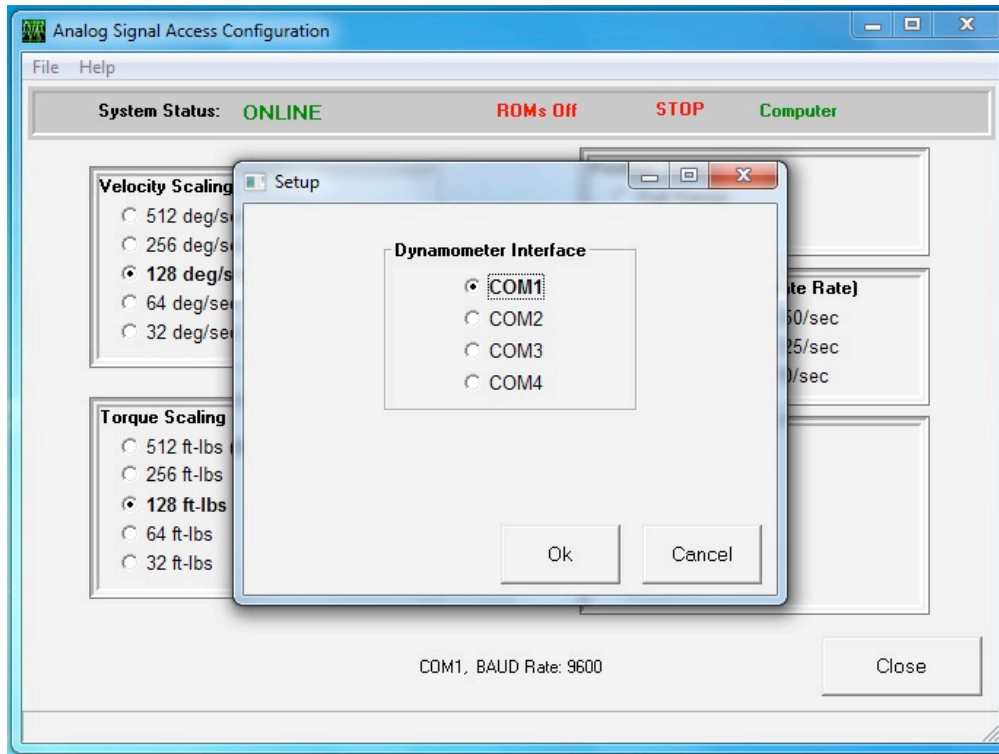 Analog Signal Access Configuration
File Help
System Status: ONLINE ROMs Off STOP Computer
Velocity Scaling
512 deg/s
256 deg/s
128 deg/s
64 deg/se
32 deg/se
Torque Scaling
512 ft-lbs
256 ft-lbs
128 ft-lbs
64 ft-lbs
32 ft-lbs
Setup
Dynamometer Interface
COM1
COM2
COM3
COM4
Ok Cancel
te Rate)
50/sec
25/sec
0/sec
COM1, BAUD Rate: 9600
Close